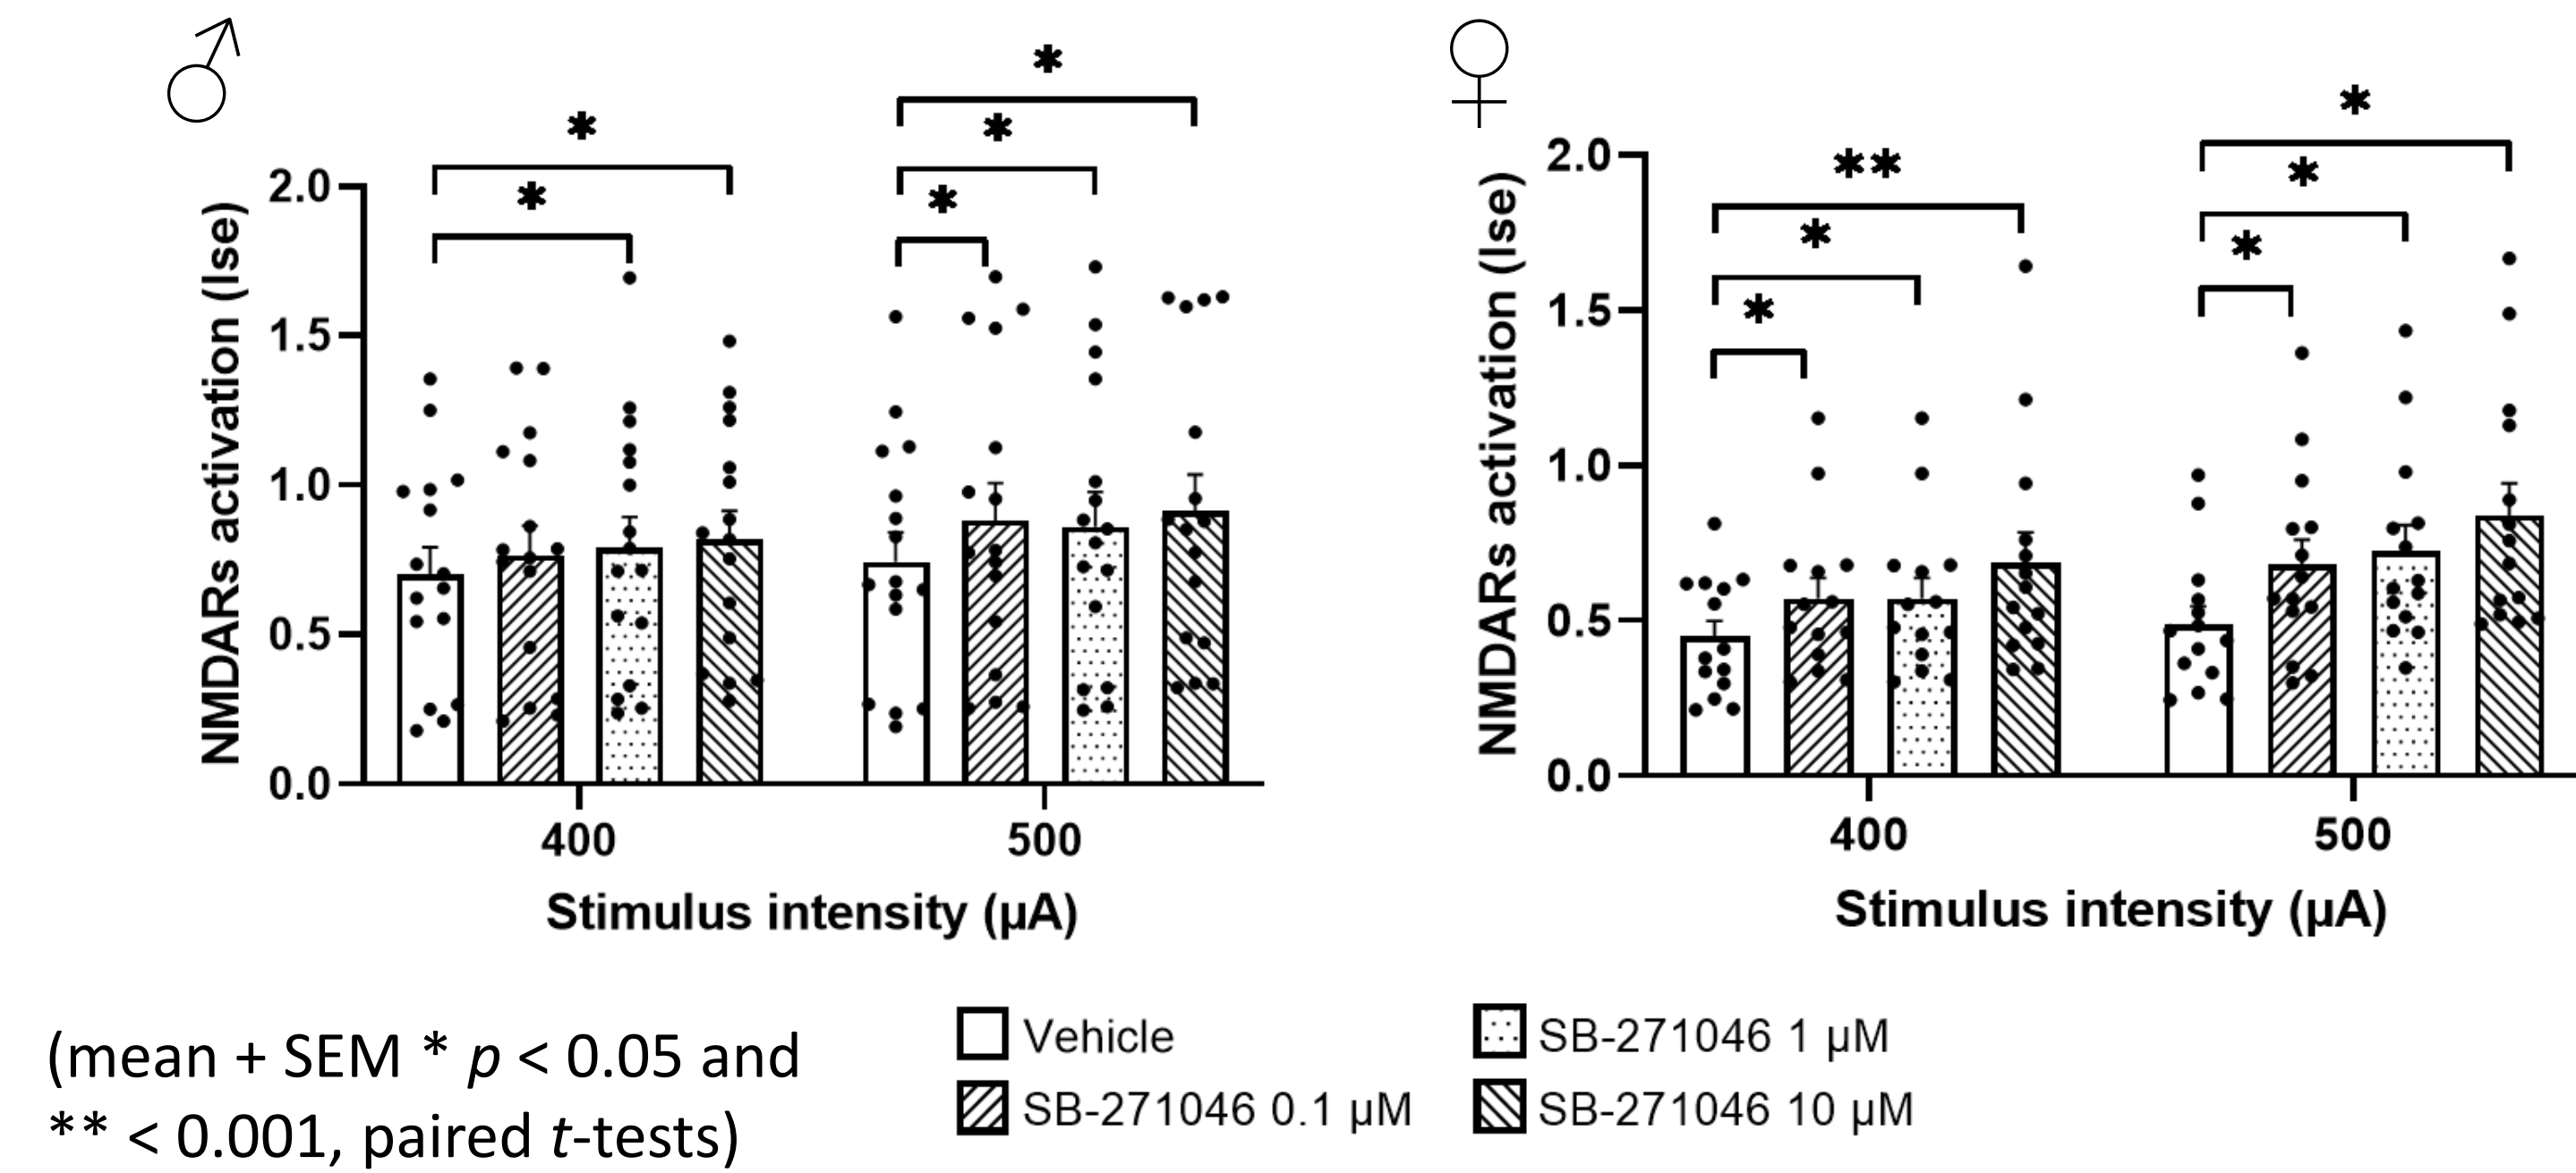 ♂
*
*
*
*
*
NMDARs activation (Ise)
2.0
1.5
1.0
0.5
0.0
400
500
Stimulus intensity (µA)
♀
**
*
*
*
*
*
NMDARs activation (Ise)
2.0
1.5
1.0
0.5
0.0
400
500
Stimulus intensity (µA)
(mean + SEM * p < 0.05 and
** < 0.001, paired t-tests)
Vehicle
SB-271046 0.1 µM
SB-271046 1 µM
SB-271046 10 µM